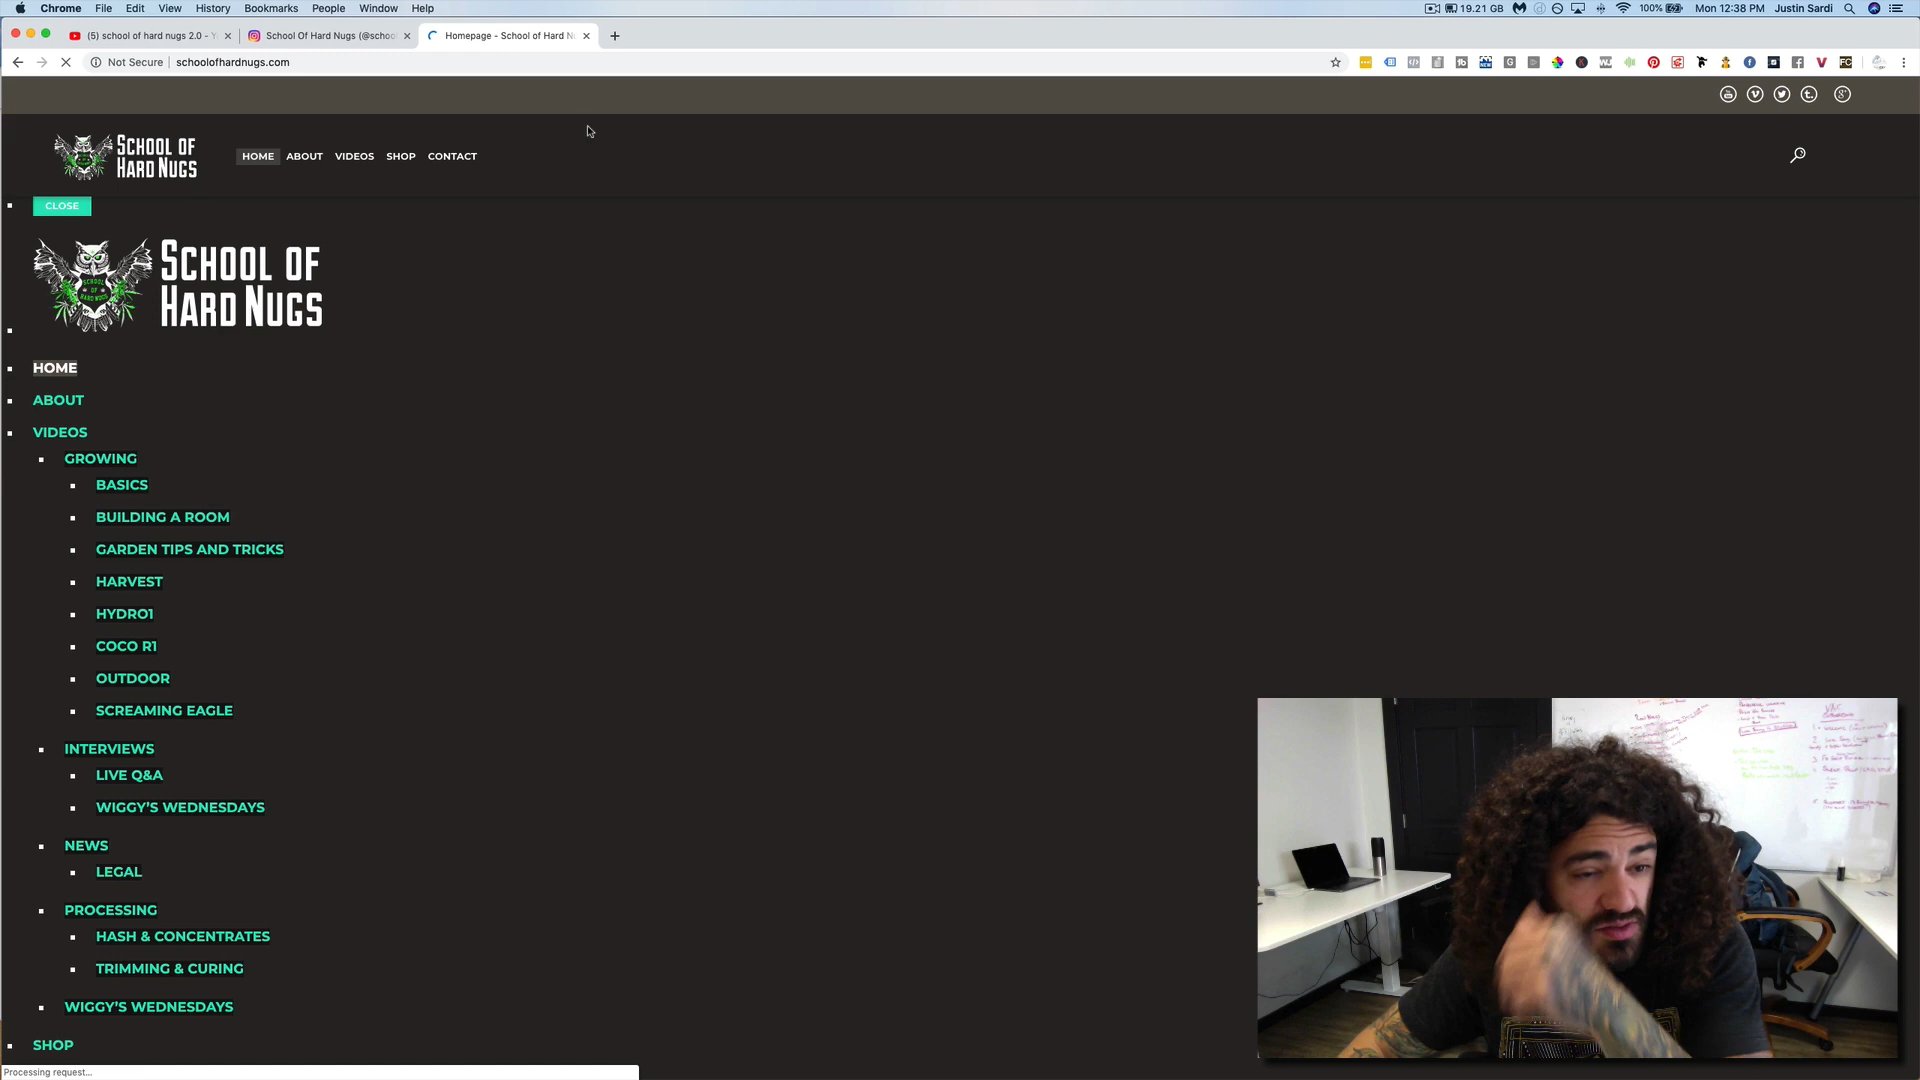 Chrome File Edit View History Bookmarks People Window Help
19.21 GB 100% Mon 12:38 PM Justin Sardi
(5) school of hard nugs 2.0 - Y
School Of Hard Nugs (@schoo
Homepage - School of Hard N
Not Secure schoolofhardnugs.com
SCHOOL OF
HARD NUGS
HOME ABOUT VIDEOS SHOP CONTACT
CLOSE
SCHOOL OF
HARD NUGS
HOME
ABOUT
VIDEOS
GROWING
BASICS
BUILDING A ROOM
GARDEN TIPS AND TRICKS
HARVEST
HYDRO1
COCO R1
OUTDOOR
SCREAMING EAGLE
INTERVIEWS
LIVE Q&A
WIGGY'S WEDNESDAYS
NEWS
LEGAL
PROCESSING
HASH & CONCENTRATES
TRIMMING & CURING
WIGGY'S WEDNESDAYS
SHOP
Processing request...